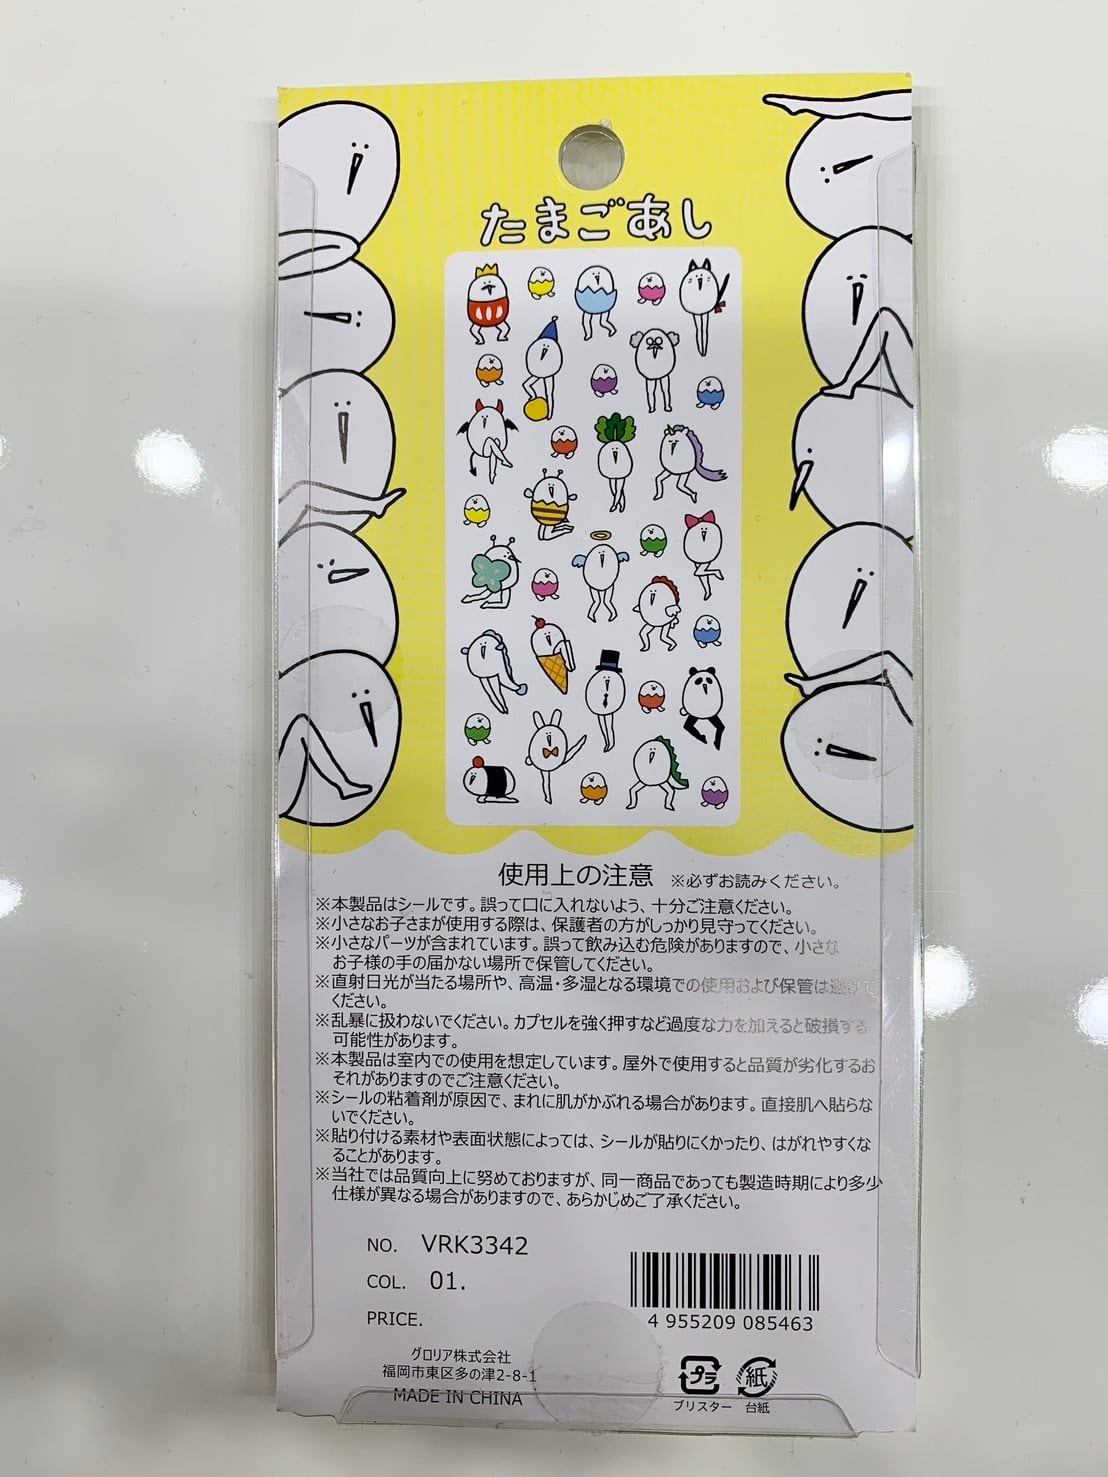 たまごあし
使用上の注意 ※必ずお読みください。
※本製品はシールです。誤って口に入れないよう、十分ご注意ください。
※小さなお子さまが使用する際は、保護者の方がしっかり見守ってください。
※小さなパーツが含まれています。誤って飲み込む危険がありますので、小さな
お子様の手の届かない場所で保管してください。
※直射日光が当たる場所や、高温・多湿となる環境での使用および保管は避けて
ください。
※乱暴に扱わないでください。カプセルを強く押すなど過度な力を加えると破損する
可能性があります。
※本製品は室内での使用を想定しています。屋外で使用すると品質が劣化するお
それがありますのでご注意ください。
※シールの粘着剤が原因で、まれに肌がかぶれる場合があります。直接肌へ貼らな
いでください。
※貼り付ける素材や表面状態によっては、シールが貼りにくかったり、はがれやすくな
ることがあります。
※当社では品質向上に努めておりますが、同一商品であっても製造時期により多少
仕様が異なる場合がありますので、あらかじめご了承ください。
NO. VRK3342
COL. 01.
PRICE.
4 955209 085463
グロリア株式会社
福岡市東区多の津2-8-1
MADE IN CHINA
プラ
紙
ブリスター 台紙